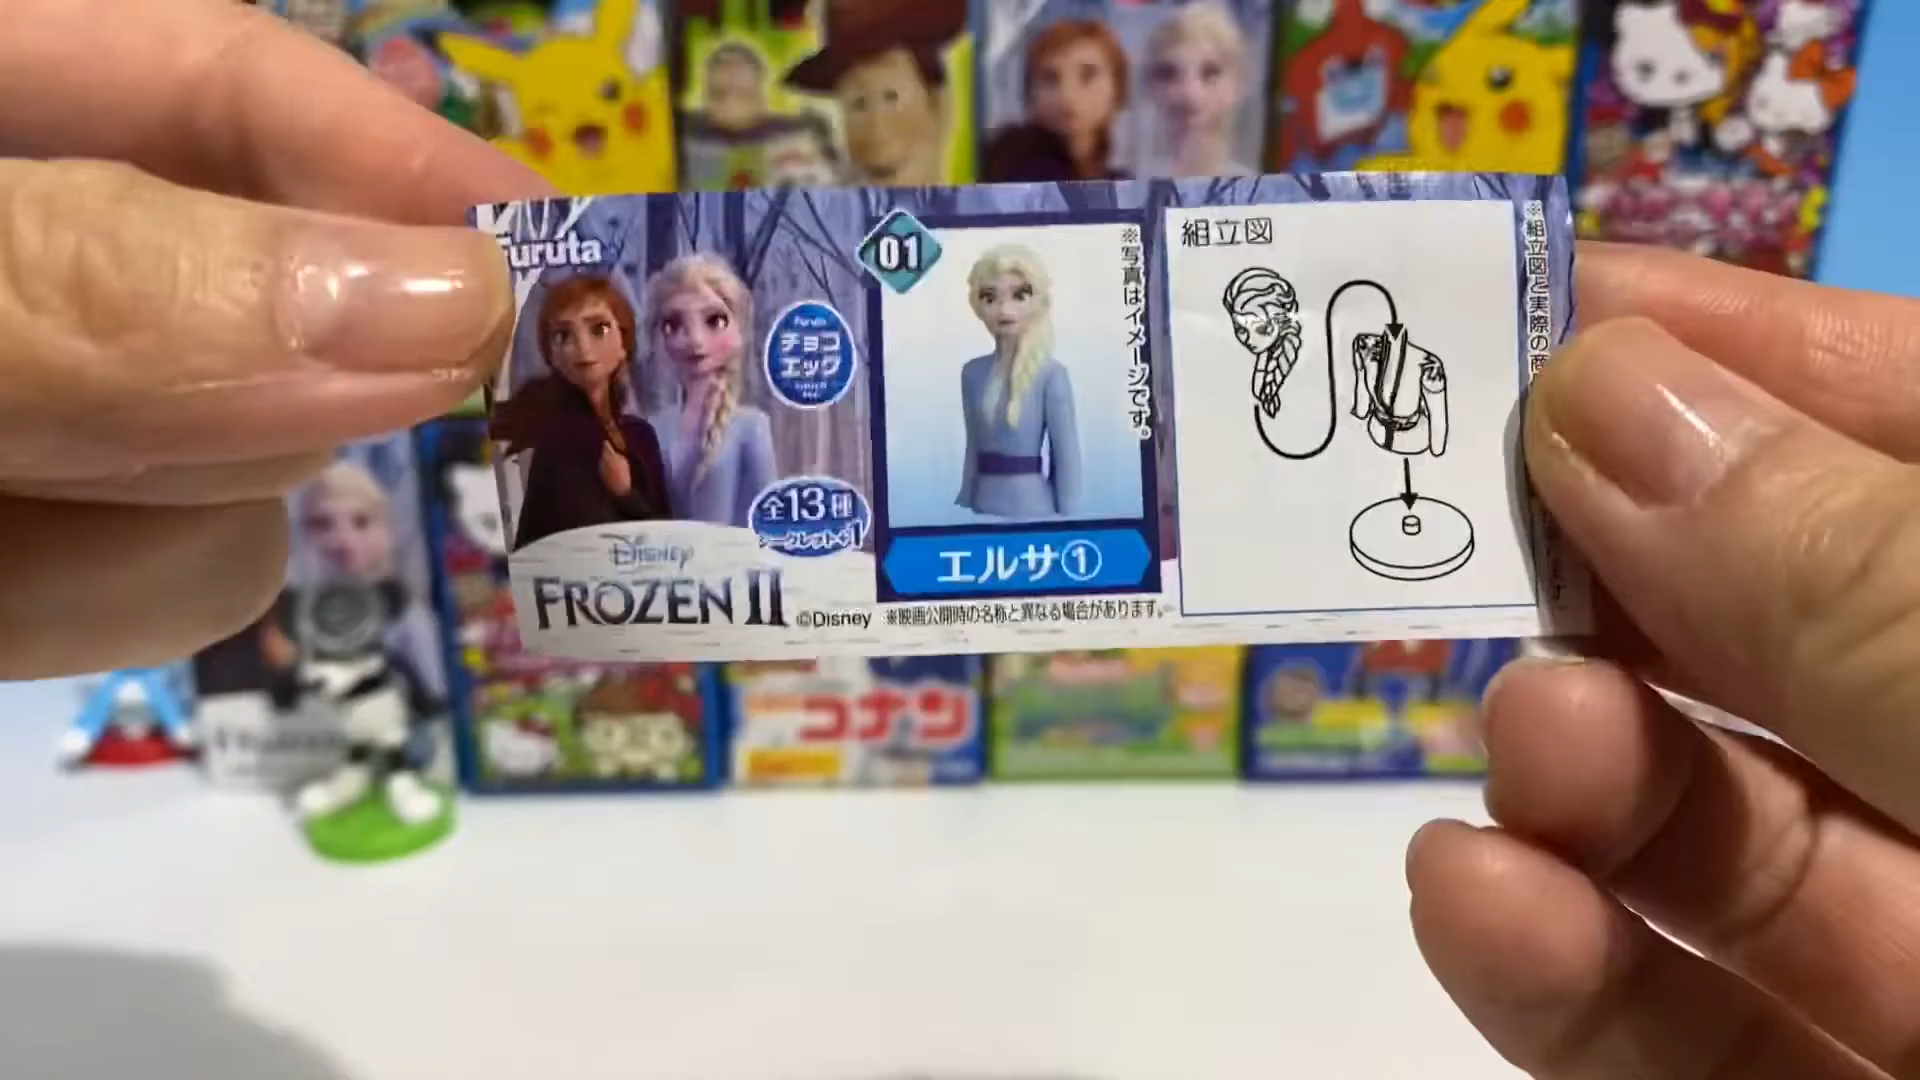 Furuta
チョコ
エッグ
全13種
シークレット+1
Disney
FROZEN II
©Disney
01
※写真はイメージです。
エルサ①
※映画公開時の名称と異なる場合があります。
組立図
※組立図と実際の商
コナン